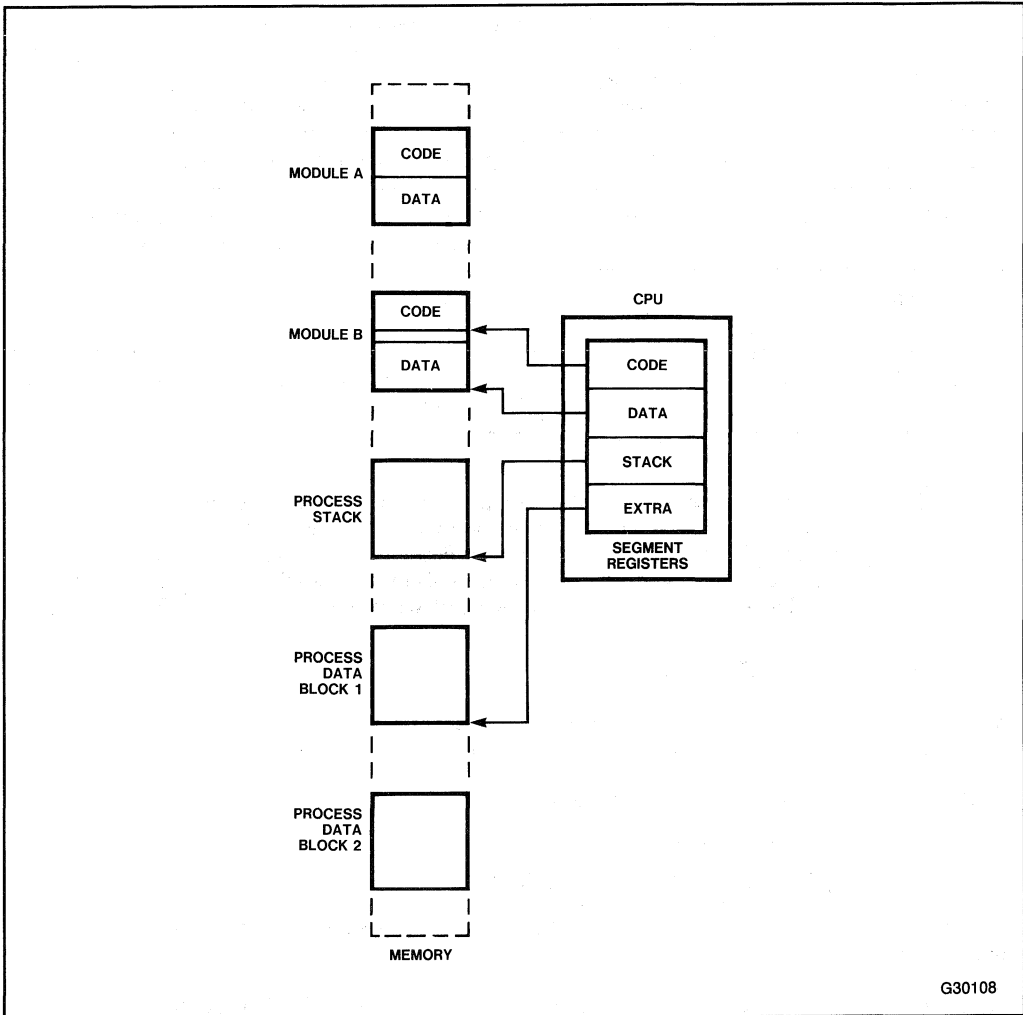 CODE
MODULE A
DATA
CODE
MODULE B
DATA
PROCESS
STACK
PROCESS
DATA
BLOCK 1
PROCESS
DATA
BLOCK 2
MEMORY
CPU
CODE
DATA
STACK
EXTRA
SEGMENT
REGISTERS
G30108